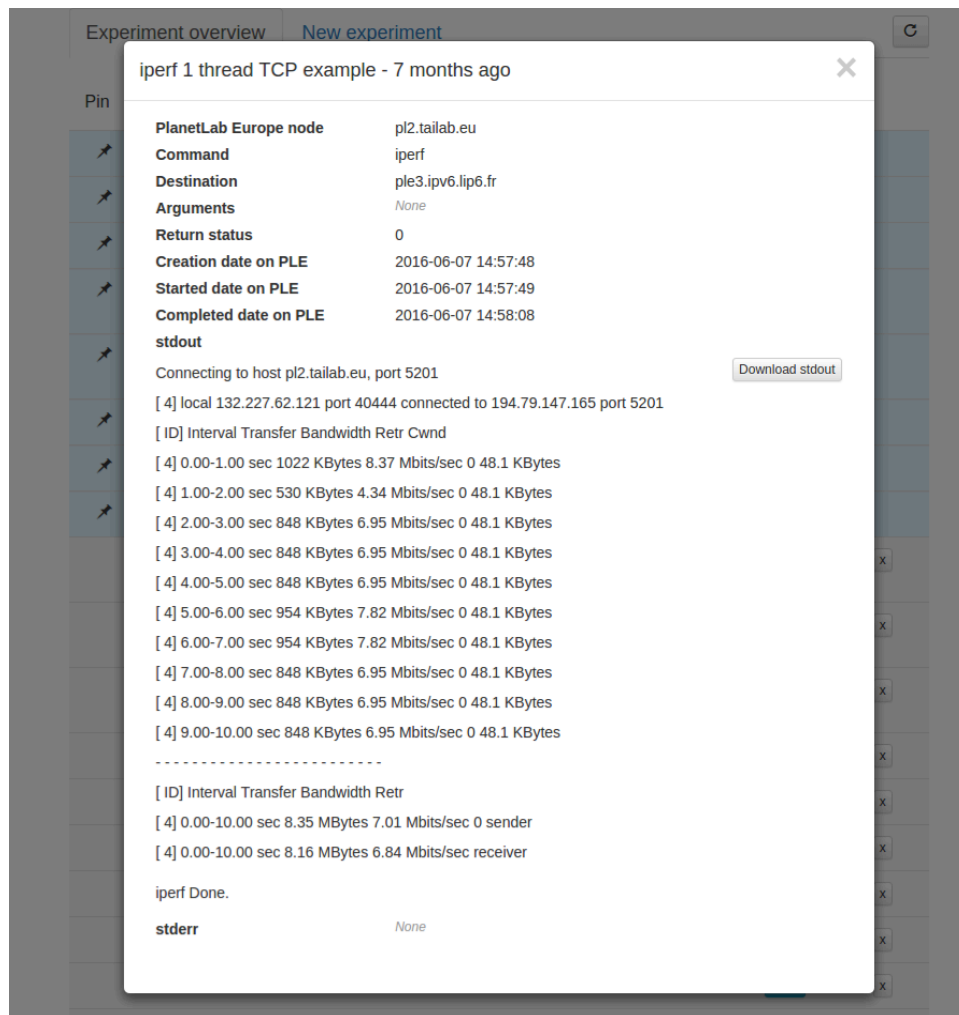 Experiment overview New experiment
iperf 1 thread TCP example - 7 months ago ×
Pin
PlanetLab Europe node pl2.tailab.eu
Command iperf
Destination ple3.ipv6.lip6.fr
Arguments None
Return status 0
Creation date on PLE 2016-06-07 14:57:48
Started date on PLE 2016-06-07 14:57:49
Completed date on PLE 2016-06-07 14:58:08
stdout
Connecting to host pl2.tailab.eu, port 5201 Download stdout
[ 4] local 132.227.62.121 port 40444 connected to 194.79.147.165 port 5201
[ ID] Interval Transfer Bandwidth Retr Cwnd
[ 4] 0.00-1.00 sec 1022 KBytes 8.37 Mbits/sec 0 48.1 KBytes
[ 4] 1.00-2.00 sec 530 KBytes 4.34 Mbits/sec 0 48.1 KBytes
[ 4] 2.00-3.00 sec 848 KBytes 6.95 Mbits/sec 0 48.1 KBytes
[ 4] 3.00-4.00 sec 848 KBytes 6.95 Mbits/sec 0 48.1 KBytes
[ 4] 4.00-5.00 sec 848 KBytes 6.95 Mbits/sec 0 48.1 KBytes
[ 4] 5.00-6.00 sec 954 KBytes 7.82 Mbits/sec 0 48.1 KBytes
[ 4] 6.00-7.00 sec 954 KBytes 7.82 Mbits/sec 0 48.1 KBytes
[ 4] 7.00-8.00 sec 848 KBytes 6.95 Mbits/sec 0 48.1 KBytes
[ 4] 8.00-9.00 sec 848 KBytes 6.95 Mbits/sec 0 48.1 KBytes
[ 4] 9.00-10.00 sec 848 KBytes 6.95 Mbits/sec 0 48.1 KBytes
- - - - - - - - - - - - - - - - - - - - - - - - -
[ ID] Interval Transfer Bandwidth Retr
[ 4] 0.00-10.00 sec 8.35 MBytes 7.01 Mbits/sec 0 sender
[ 4] 0.00-10.00 sec 8.16 MBytes 6.84 Mbits/sec receiver
iperf Done.
stderr None
x
x
x
x
x
x
x
x
x